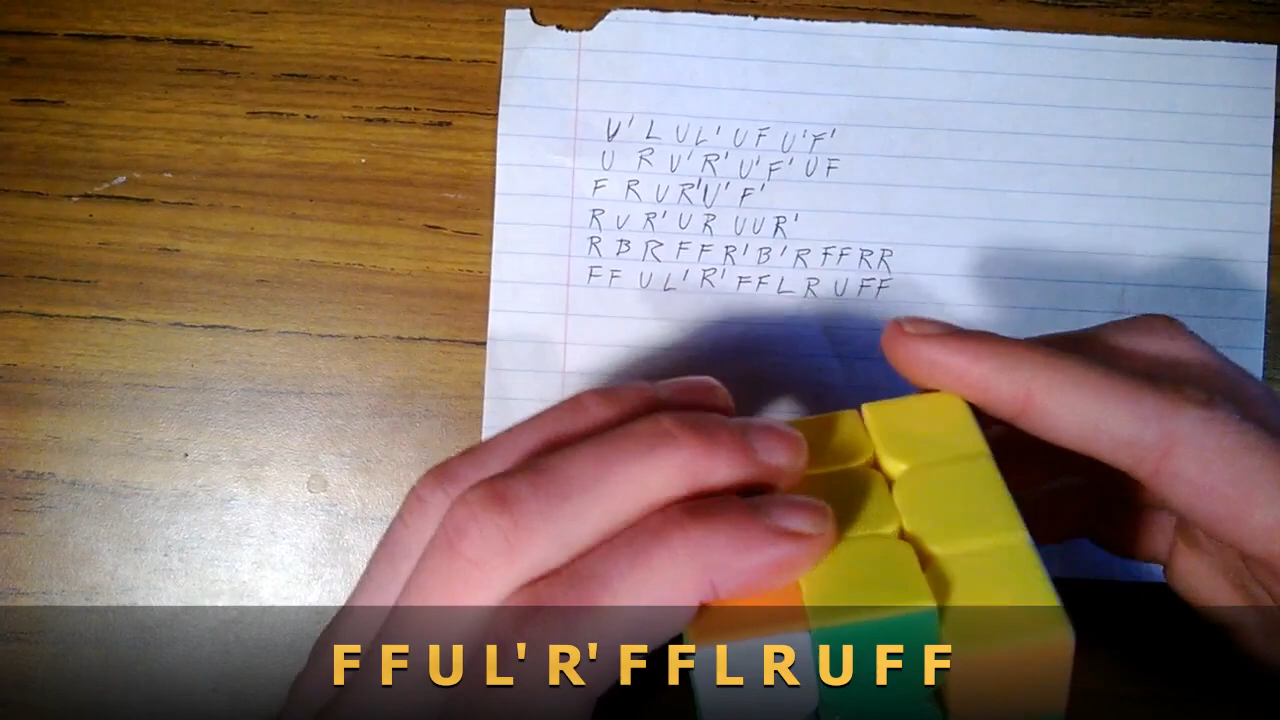 U' L U L' U F U' F'
U R U' R' U' F' U F
F R U R' U' F'
R U R' U R U U R'
R B R F F R' B' R F F R R
F F U L' R' F F L R U F F
F F U L' R' F F L R U F F